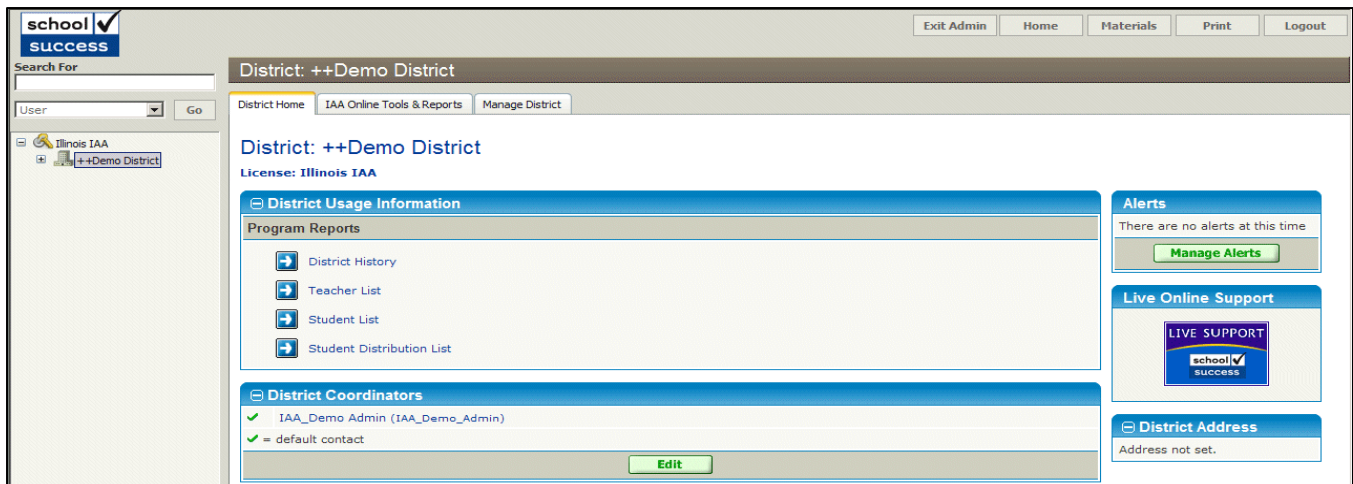 school
success
Exit Admin Home Materials Print Logout
Search For
User Go
Illinois IAA
++Demo District
District: ++Demo District
District Home IAA Online Tools & Reports Manage District
District: ++Demo District
License: Illinois IAA
District Usage Information
Program Reports
District History
Teacher List
Student List
Student Distribution List
District Coordinators
IAA_Demo Admin (IAA_Demo_Admin)
✔ = default contact
Edit
Alerts
There are no alerts at this time
Manage Alerts
Live Online Support
LIVE SUPPORT
school
success
District Address
Address not set.